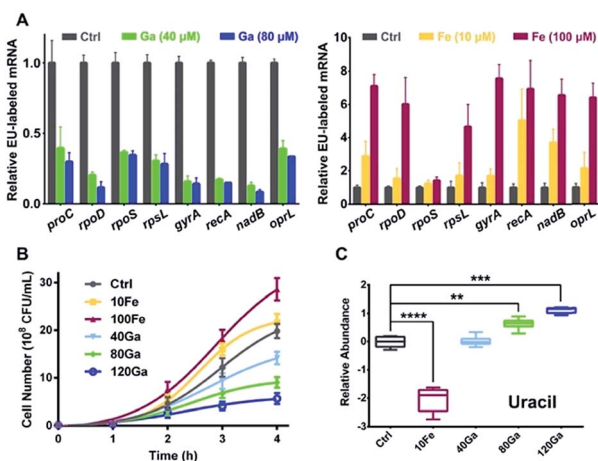 A
Ctrl
Ga (40 μM)
Ga (80 μM)
Relative EU-labeled mRNA
1.5
1.0
0.5
0.0
proC
rpoD
rpoS
rpsL
gyrA
recA
nadB
oprL
Ctrl
Fe (10 μM)
Fe (100 μM)
Relative EU-labeled mRNA
10
8
6
4
2
0
proC
rpoD
rpoS
rpsL
gyrA
recA
nadB
oprL
B
Cell Number (10⁸ CFU/mL)
30
20
10
0
Ctrl
10Fe
100Fe
40Ga
80Ga
120Ga
0
1
2
3
4
Time (h)
C
Relative Abundance
2
1
0
-1
-2
-3
***
**
****
Uracil
Ctrl
10Fe
40Ga
80Ga
120Ga